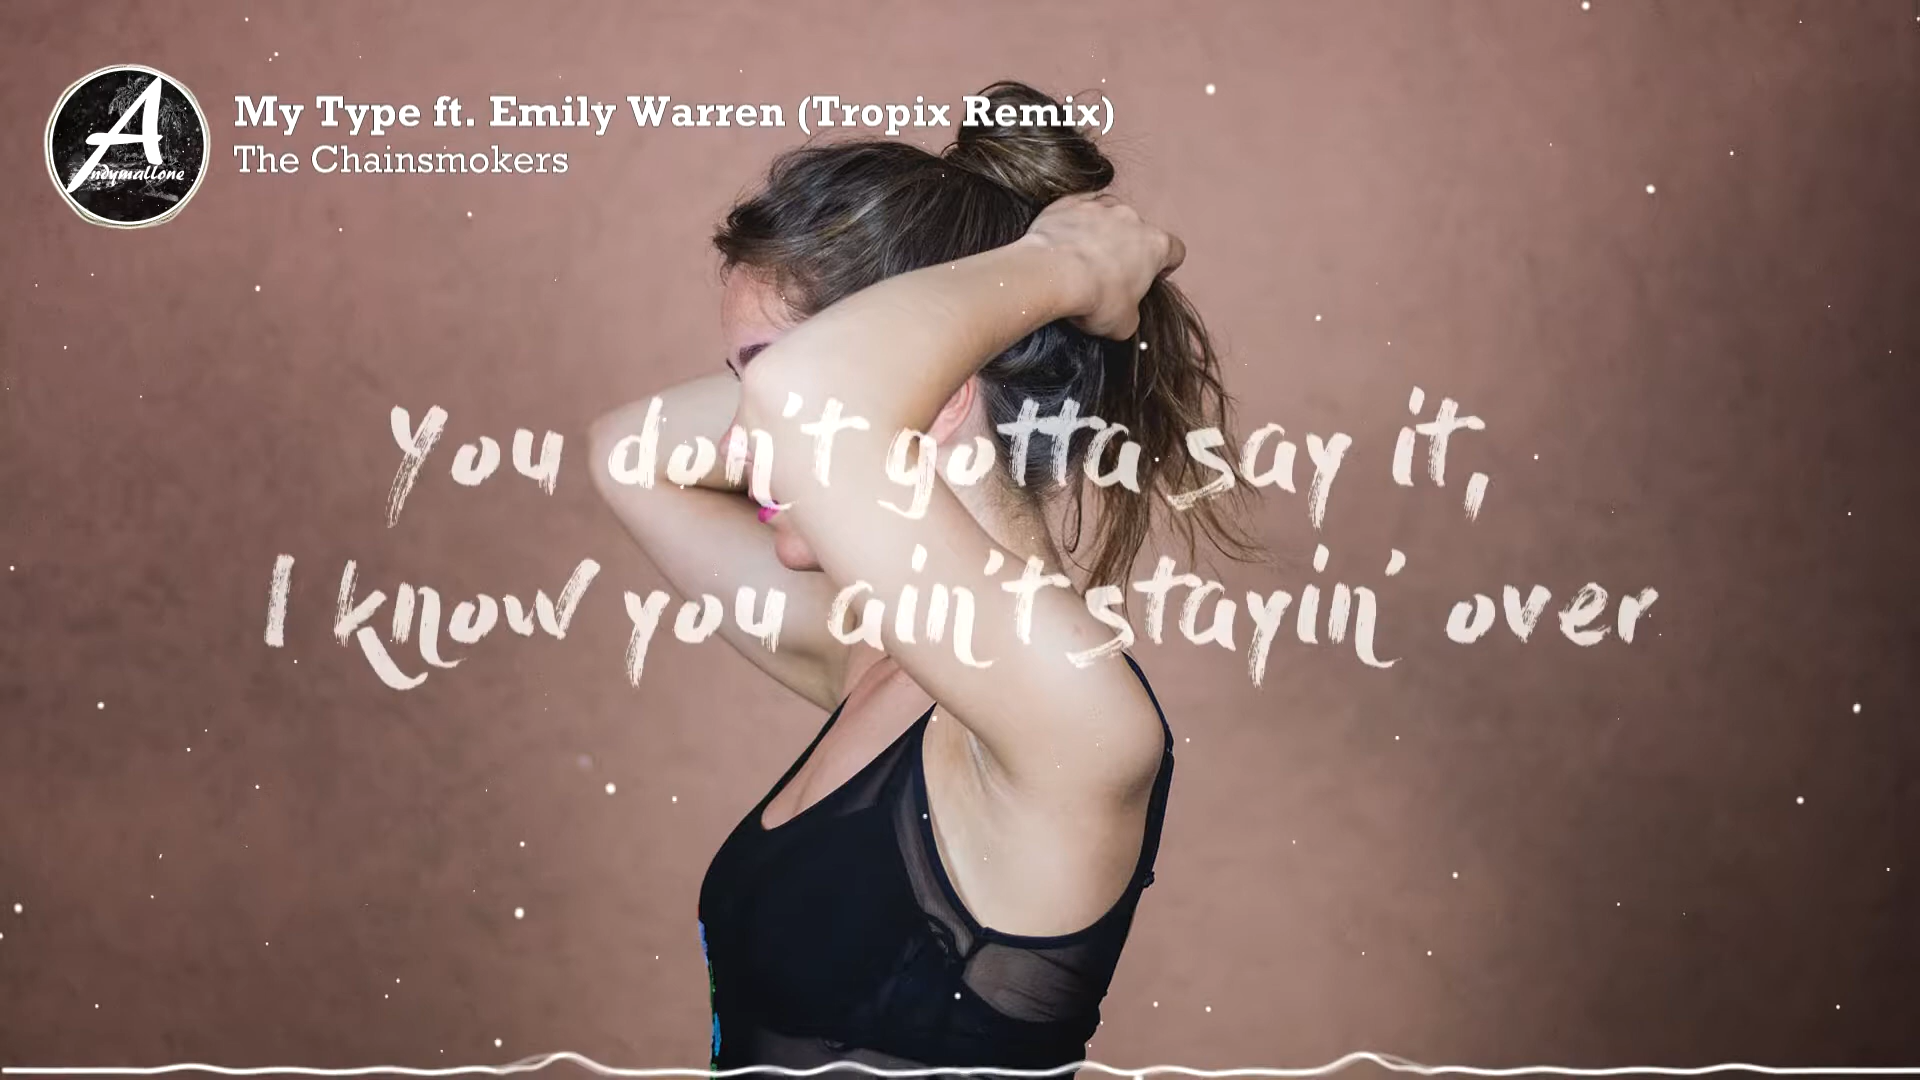 My Type ft. Emily Warren (Tropix Remix)
The Chainsmokers
Andymallone
You don't gotta say it,
I know you ain't stayin' over